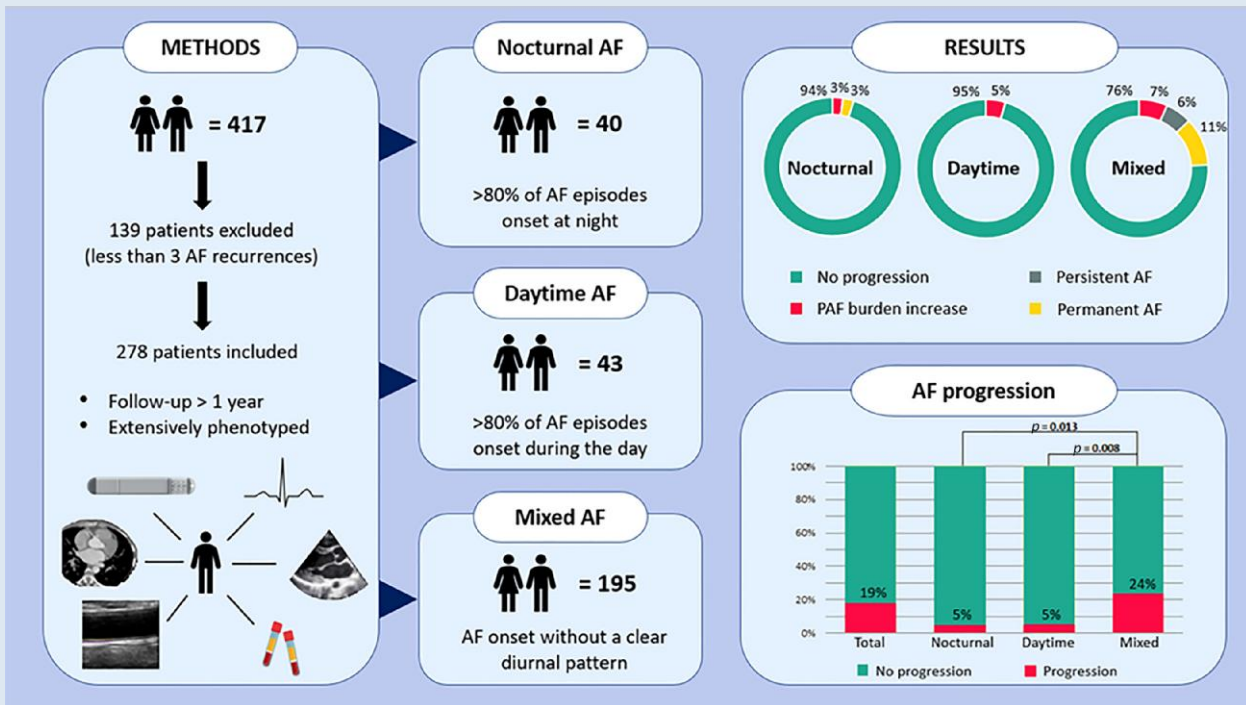 METHODS
= 417
139 patients excluded
(less than 3 AF recurrences)
278 patients included
• Follow-up > 1 year
• Extensively phenotyped
Nocturnal AF
= 40
>80% of AF episodes
onset at night
Daytime AF
= 43
>80% of AF episodes
onset during the day
Mixed AF
= 195
AF onset without a clear
diurnal pattern
RESULTS
94% 3% 3%
Nocturnal
95% 5%
Daytime
76% 7% 6% 11%
Mixed
No progression
PAF burden increase
Persistent AF
Permanent AF
AF progression
p = 0.013
p = 0.008
100%
80%
60%
40%
20%
0%
19%
5%
5%
24%
Total Nocturnal Daytime Mixed
No progression Progression